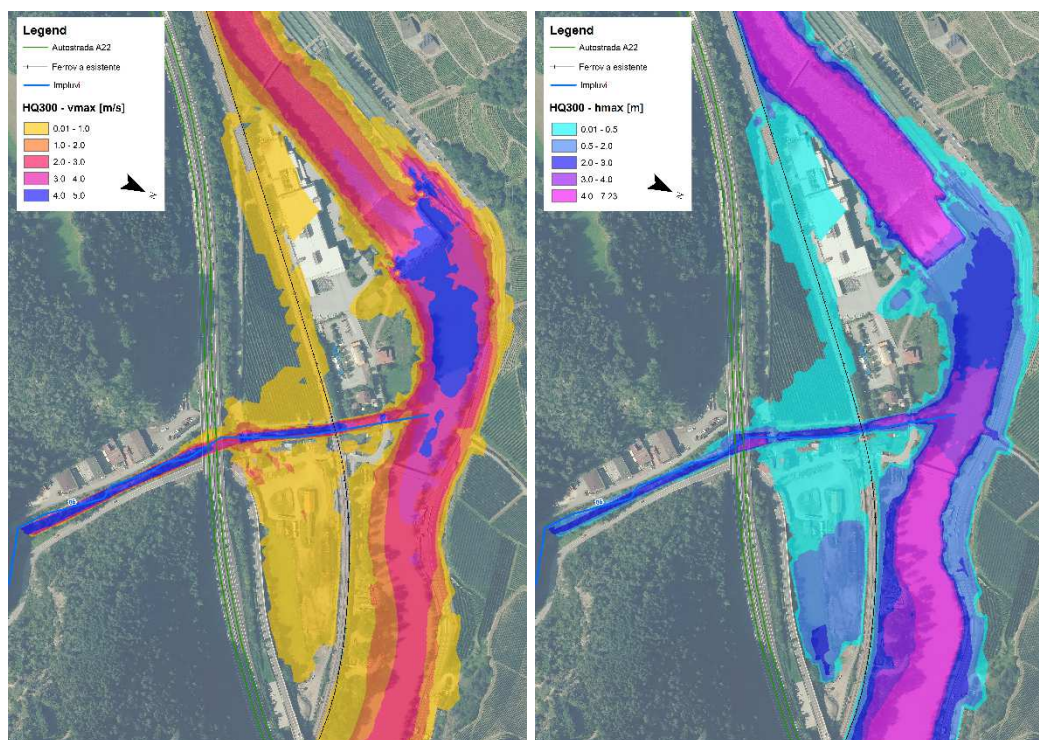 Legend
Autostrada A22
Ferrov a esistente
Impluvi
HQ300 - vmax [m/s]
0.01 - 1.0
1.0 - 2.0
2.0 - 3.0
3.0 4.0
4.0 5.0
Legend
Autostrada A22
Ferrov a esistente
Impluvi
HQ300 - hmax [m]
0.01 - 0.5
0.5 - 2.0
2.0 - 3.0
3.0 - 4.0
4.0 7.23